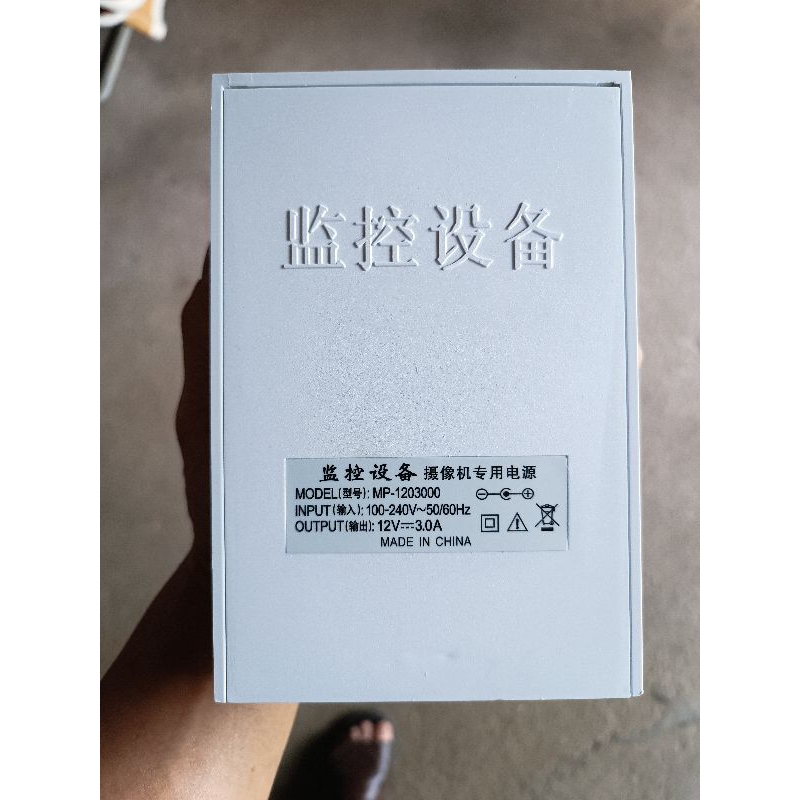 监控设备
监控设备 摄像机专用电源
MODEL(型号): MP-1203000
INPUT(输入): 100-240V～50/60Hz
OUTPUT(输出): 12V⎓3.0A
MADE IN CHINA